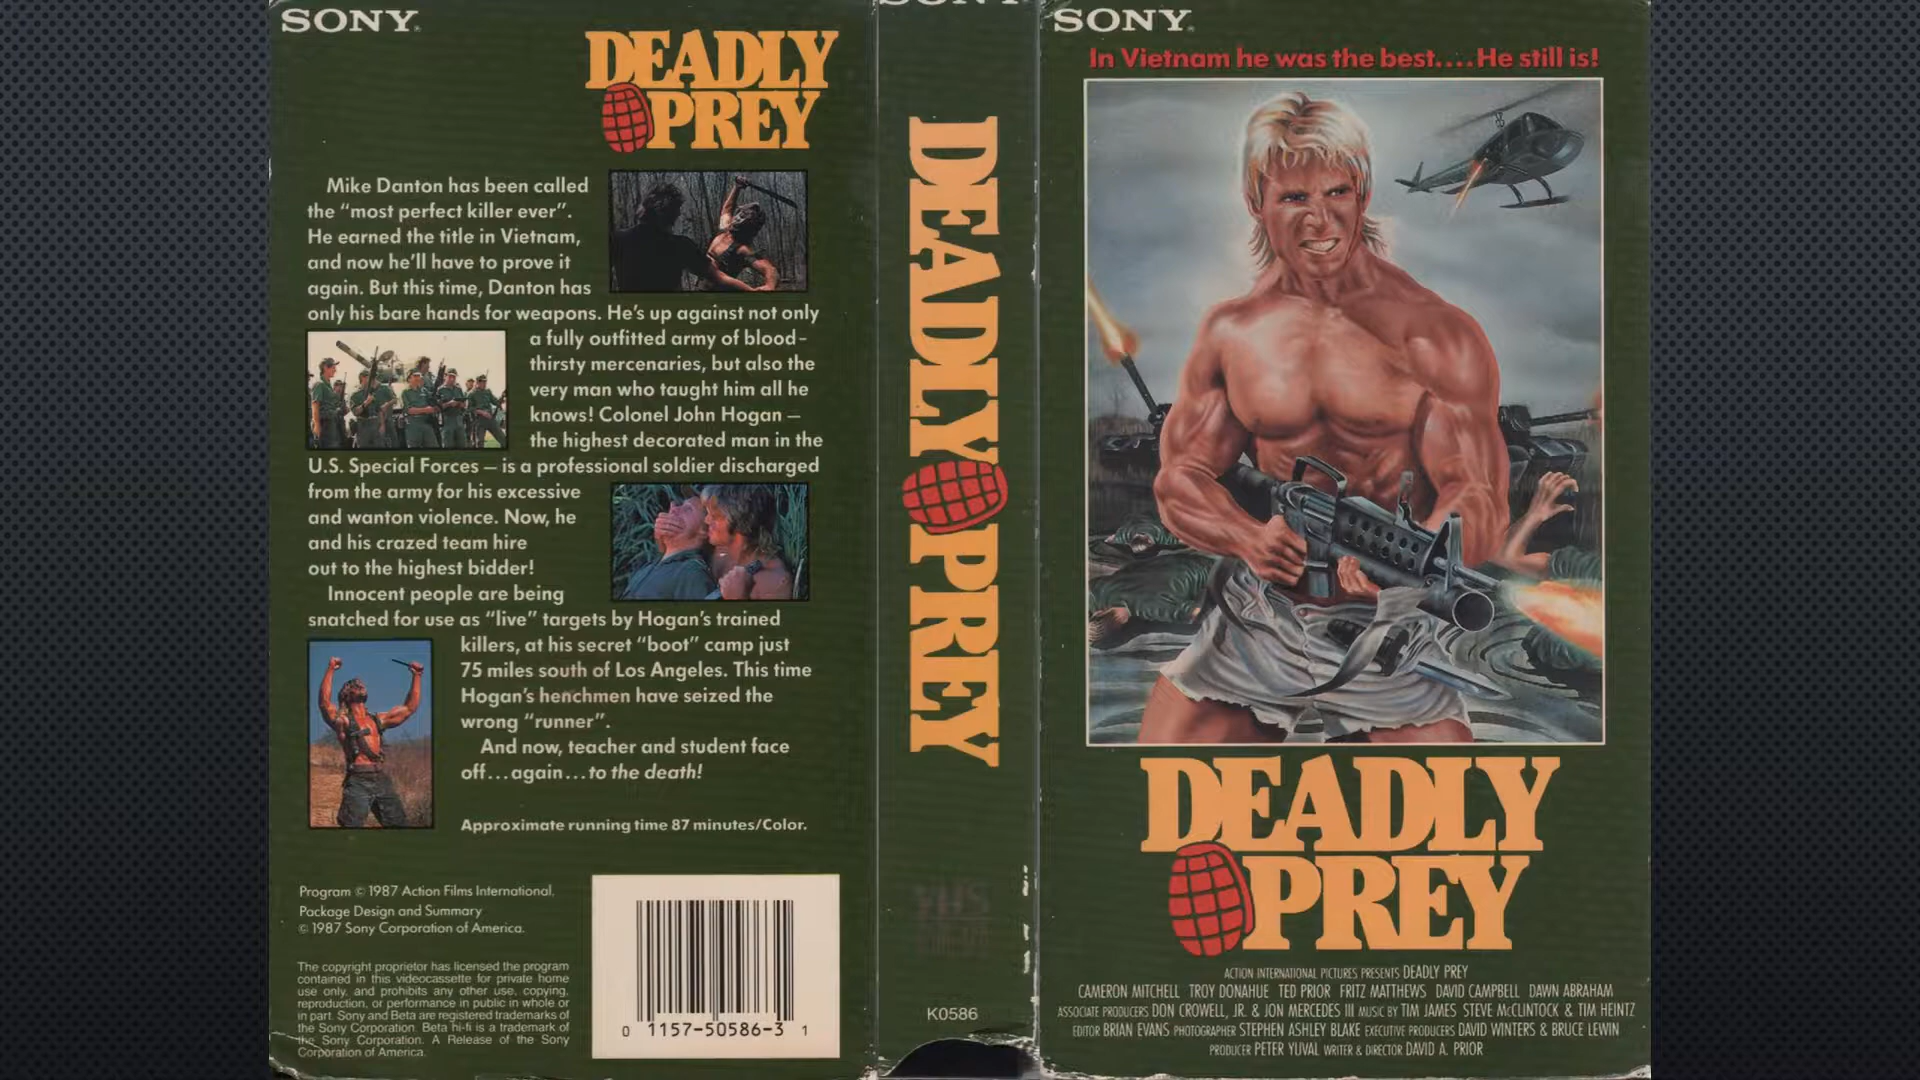 SONY
DEADLY
PREY
Mike Danton has been called
the “most perfect killer ever”.
He earned the title in Vietnam,
and now he’ll have to prove it
again. But this time, Danton has
only his bare hands for weapons. He’s up against not only
a fully outfitted army of blood-
thirsty mercenaries, but also the
very man who taught him all he
knows! Colonel John Hogan —
the highest decorated man in the
U.S. Special Forces — is a professional soldier discharged
from the army for his excessive
and wanton violence. Now, he
and his crazed team hire
out to the highest bidder!
Innocent people are being
snatched for use as “live” targets by Hogan’s trained
killers, at his secret “boot” camp just
75 miles south of Los Angeles. This time
Hogan’s henchmen have seized the
wrong “runner”.
And now, teacher and student face
off...again...to the death!
Approximate running time 87 minutes/Color.
Program © 1987 Action Films International.
Package Design and Summary
© 1987 Sony Corporation of America.
The copyright proprietor has licensed the program
contained in this videocassette for private home
use only, and prohibits any other use, copying,
reproduction, or performance in public in whole or
in part. Sony and Beta are registered trademarks of
the Sony Corporation. Beta hi-fi is a trademark of
the Sony Corporation. A Release of the Sony
Corporation of America.
0 1157-50586-3 1
SONY
DEADLY PREY
VHS
K0586
SONY
In Vietnam he was the best....He still is!
DEADLY
PREY
ACTION INTERNATIONAL PICTURES PRESENTS DEADLY PREY
CAMERON MITCHELL TROY DONAHUE TED PRIOR FRITZ MATTHEWS DAVID CAMPBELL DAWN ABRAHAM
ASSOCIATE PRODUCERS DON CROWELL, JR. & JON MERCEDES III MUSIC BY TIM JAMES STEVE McCLINTOCK & TIM HEINTZ
EDITOR BRIAN EVANS PHOTOGRAPHER STEPHEN ASHLEY BLAKE EXECUTIVE PRODUCERS DAVID WINTERS & BRUCE LEWIN
PRODUCER PETER YUVAL WRITER & DIRECTOR DAVID A. PRIOR